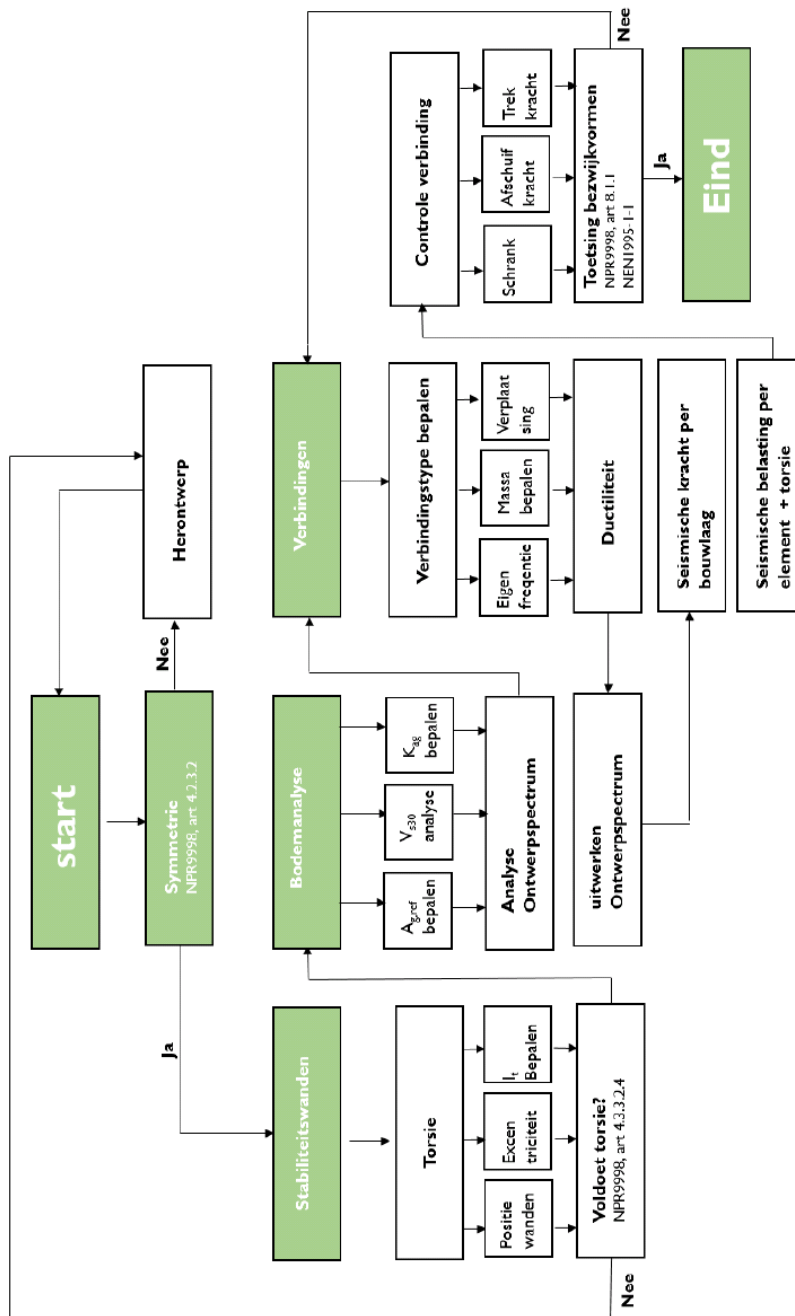 start
Symmetrie
NPR9998, art 4.2.3.2
Nee
Herontwerp
Ja
Stabiliteitswanden
Torsie
Positie
wanden
Excen
triciteit
It
Bepalen
Voldoet torsie?
NPR9998, art 4.3.3.2.4
Nee
Bodemanalyse
Ag,ref
bepalen
Vs30
analyse
Kag
bepalen
Analyse
Ontwerpspectrum
Verbindingen
Verbindingstype bepalen
Eigen
freqentie
Massa
bepalen
Verplaat
sing
Ductiliteit
uitwerken
Ontwerpspectrum
Seismische kracht per
bouwlaag
Seismische belasting per
element + torsie
Controle verbinding
Schrank
Afschuif
kracht
Trek
kracht
Toetsing bezwijkvormen
NPR9998, art 8.1.1
NEN1995-1-1
Nee
Ja
Eind